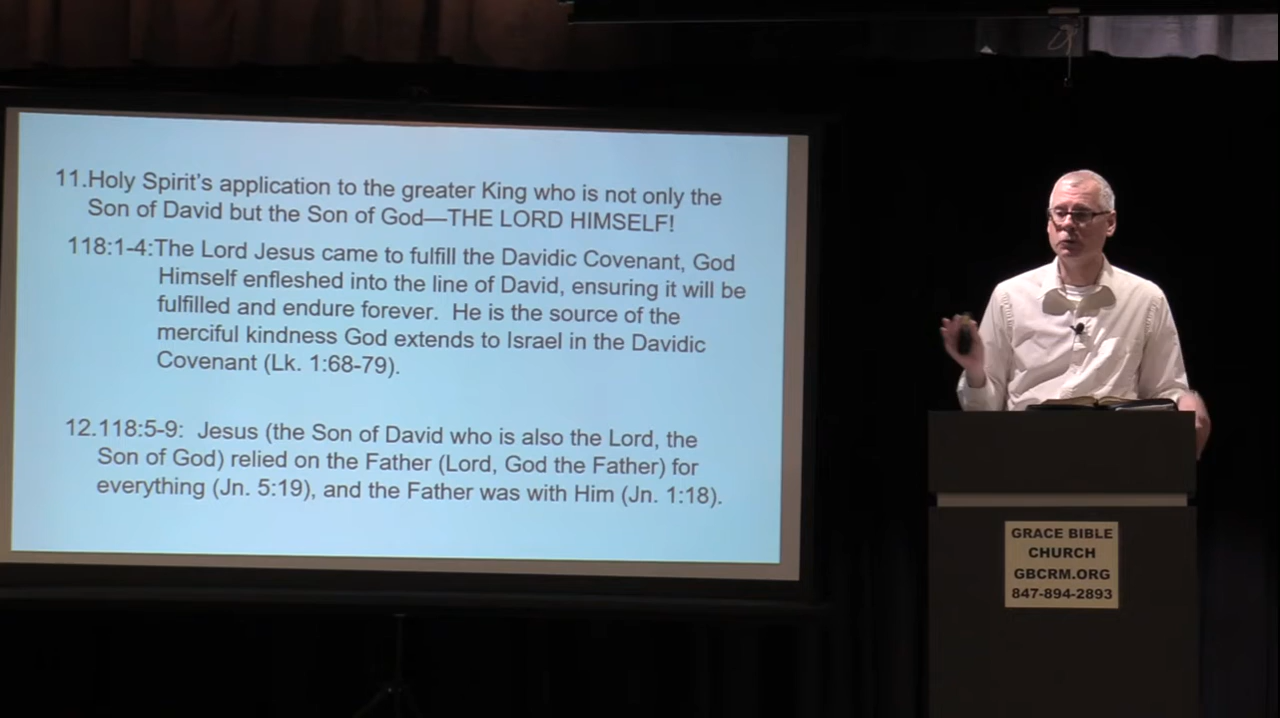 11.Holy Spirit's application to the greater King who is not only the
Son of David but the Son of God—THE LORD HIMSELF!
118:1-4:The Lord Jesus came to fulfill the Davidic Covenant, God
Himself enfleshed into the line of David, ensuring it will be
fulfilled and endure forever. He is the source of the
merciful kindness God extends to Israel in the Davidic
Covenant (Lk. 1:68-79).
12.118:5-9: Jesus (the Son of David who is also the Lord, the
Son of God) relied on the Father (Lord, God the Father) for
everything (Jn. 5:19), and the Father was with Him (Jn. 1:18).
GRACE BIBLE
CHURCH
GBCRM.ORG
847-894-2893